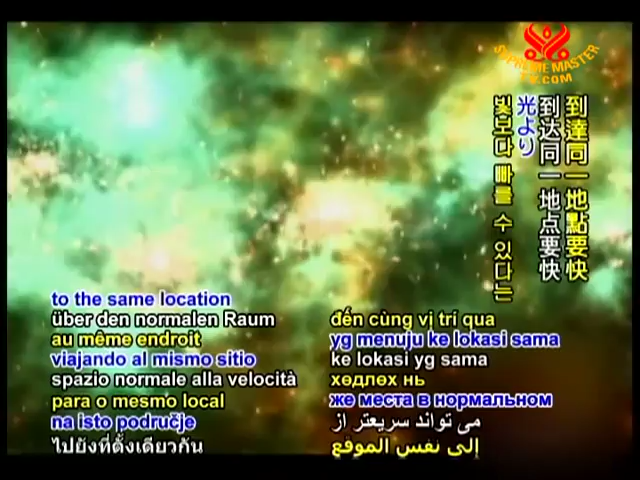 SUPREME MASTER
TV.COM
到達同一地點要快
到达同一地点要快
光より
빛보다 빠를 수 있다는
to the same location
über den normalen Raum
au même endroit
viajando al mismo sitio
spazio normale alla velocità
para o mesmo local
na isto područje
ไปยังที่ตั้งเดียวกัน
đến cùng vị trí qua
yg menuju ke lokasi sama
ke lokasi yg sama
хөдлөх нь
же места в нормальном
می تواند سریعتر از
إلى نفس الموقع